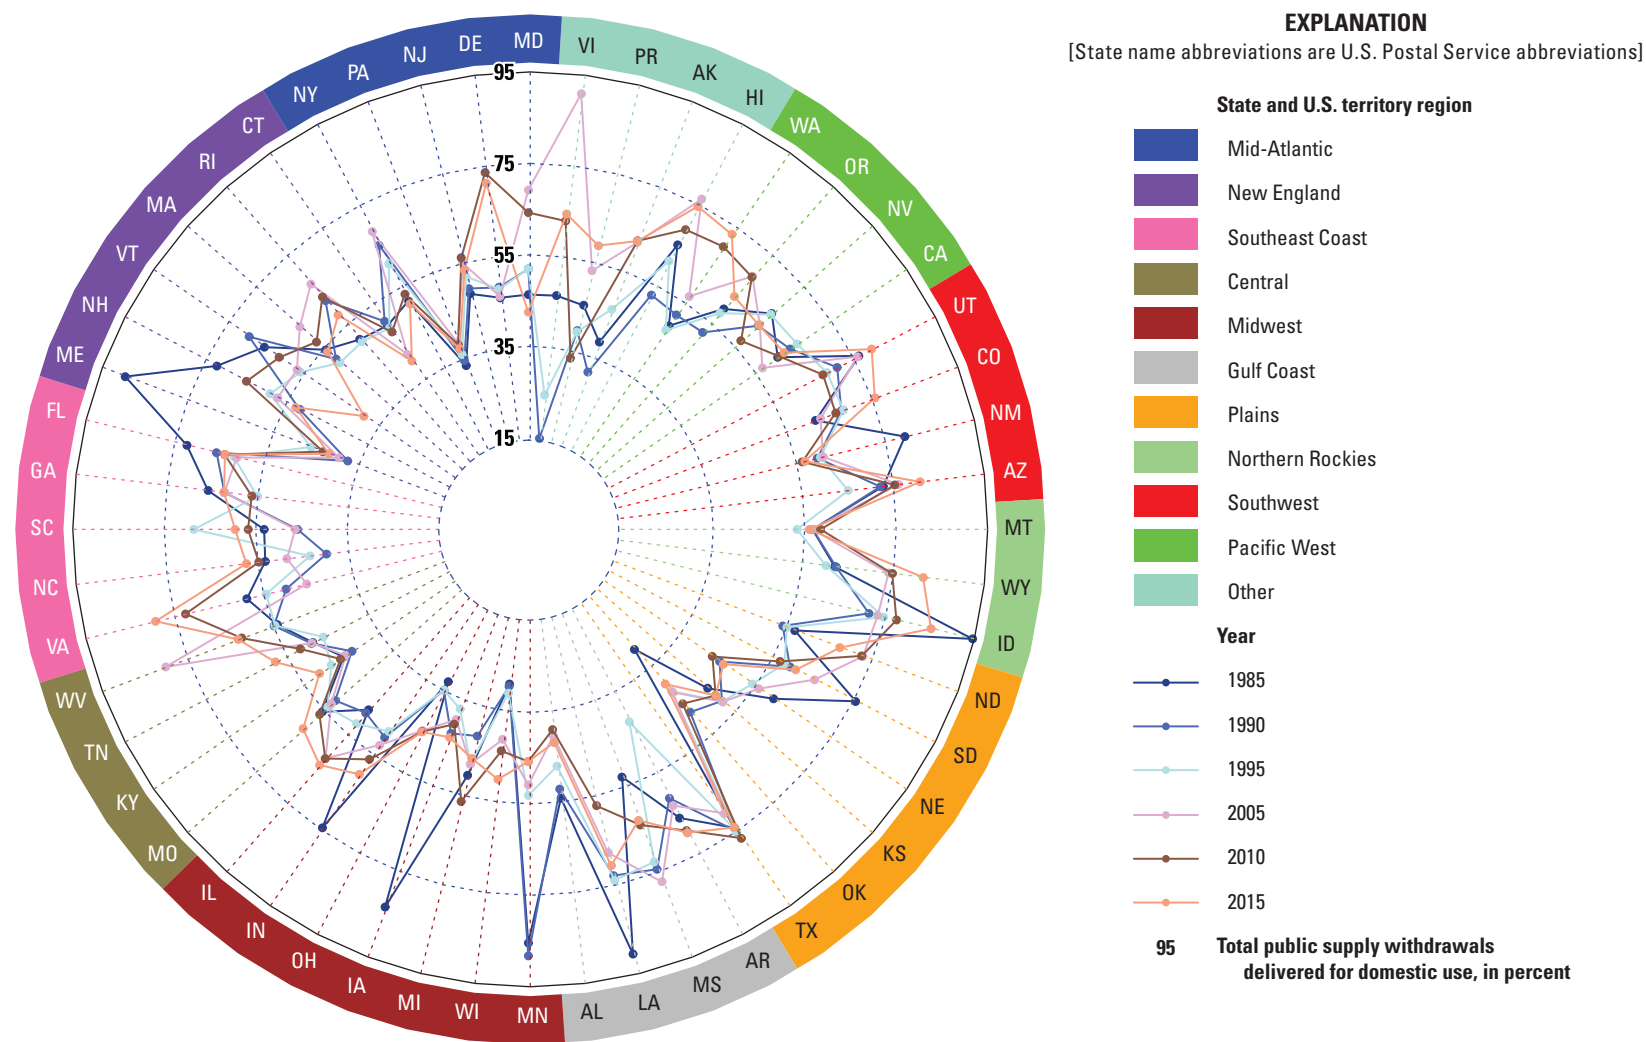 MD
VI
PR
AK
HI
WA
OR
NV
CA
UT
CO
NM
AZ
MT
WY
ID
ND
SD
NE
KS
OK
TX
AR
MS
LA
AL
MN
WI
MI
IA
OH
IN
IL
MO
KY
TN
WV
VA
NC
SC
GA
FL
ME
NH
VT
MA
RI
CT
NY
PA
NJ
DE
95
75
55
35
15
EXPLANATION
[State name abbreviations are U.S. Postal Service abbreviations]
State and U.S. territory region
Mid-Atlantic
New England
Southeast Coast
Central
Midwest
Gulf Coast
Plains
Northern Rockies
Southwest
Pacific West
Other
Year
1985
1990
1995
2005
2010
2015
95 Total public supply withdrawals
delivered for domestic use, in percent